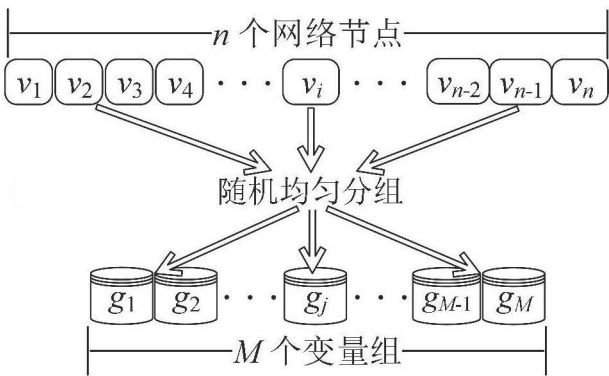 n 个网络节点
v1 v2 v3 v4 ··· vi ··· vn-2 vn-1 vn
随机均匀分组
g1 g2 ··· gj ··· gM-1 gM
M 个变量组